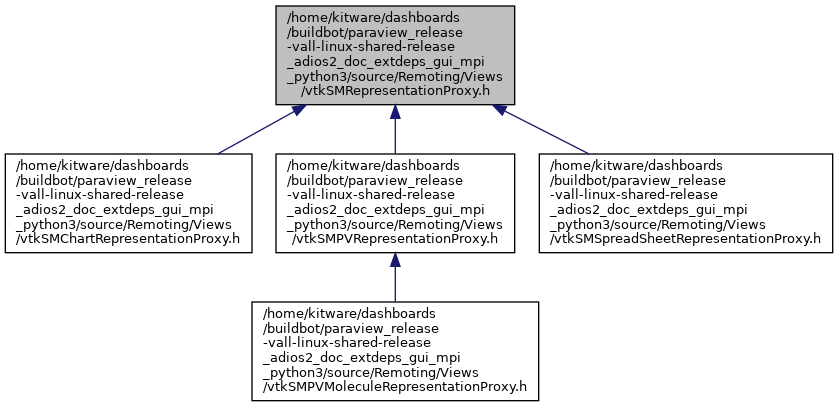 /home/kitware/dashboards
/buildbot/paraview_release
-vall-linux-shared-release
_adios2_doc_extdeps_gui_mpi
_python3/source/Remoting/Views
/vtkSMRepresentationProxy.h
/home/kitware/dashboards
/buildbot/paraview_release
-vall-linux-shared-release
_adios2_doc_extdeps_gui_mpi
_python3/source/Remoting/Views
/vtkSMChartRepresentationProxy.h
/home/kitware/dashboards
/buildbot/paraview_release
-vall-linux-shared-release
_adios2_doc_extdeps_gui_mpi
_python3/source/Remoting/Views
/vtkSMPVRepresentationProxy.h
/home/kitware/dashboards
/buildbot/paraview_release
-vall-linux-shared-release
_adios2_doc_extdeps_gui_mpi
_python3/source/Remoting/Views
/vtkSMSpreadSheetRepresentationProxy.h
/home/kitware/dashboards
/buildbot/paraview_release
-vall-linux-shared-release
_adios2_doc_extdeps_gui_mpi
_python3/source/Remoting/Views
/vtkSMPVMoleculeRepresentationProxy.h